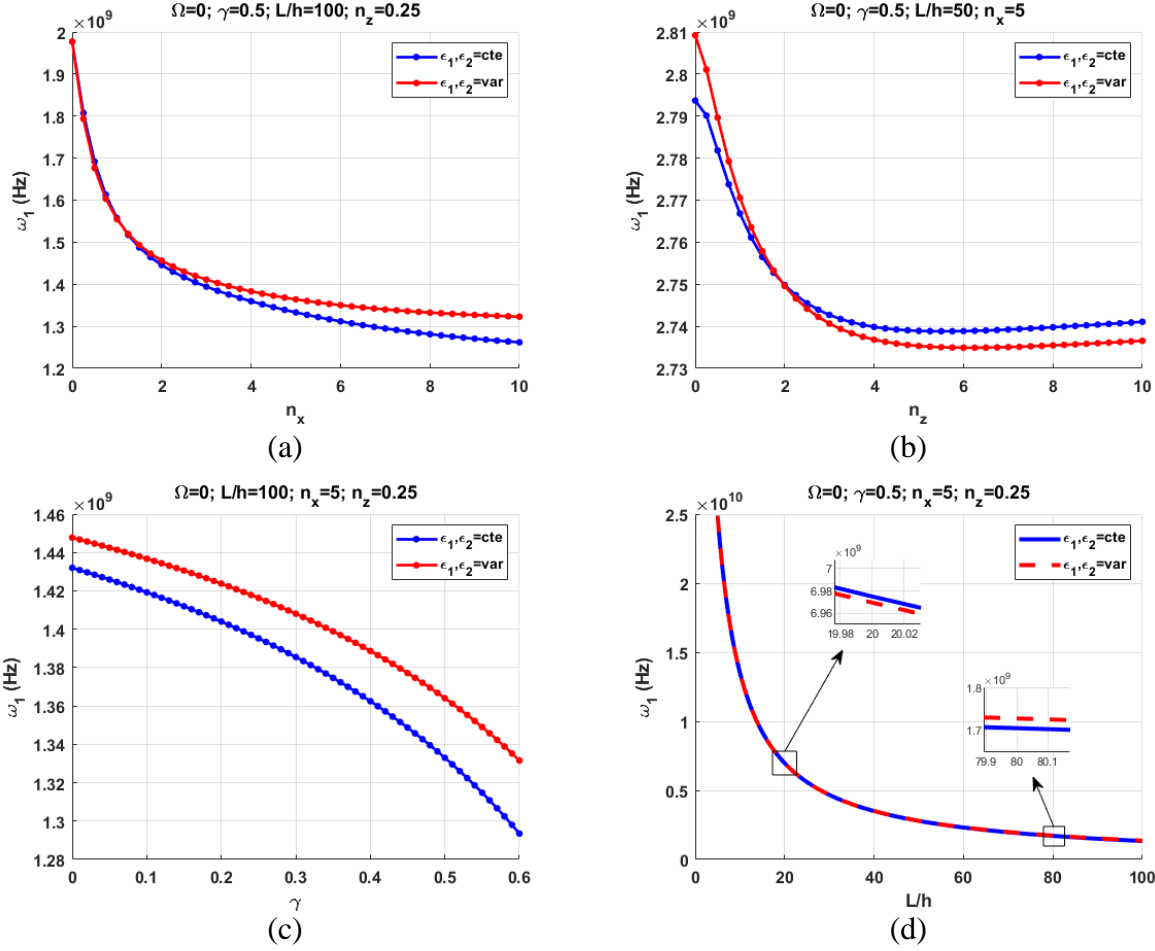 Ω=0; γ=0.5; L/h=100; n_z=0.25
×10^9
2
1.9
1.8
1.7
1.6
1.5
1.4
1.3
1.2
ω_1 (Hz)
ϵ_1,ϵ_2=cte
ϵ_1,ϵ_2=var
0 2 4 6 8 10
n_x
(a)
Ω=0; γ=0.5; L/h=50; n_x=5
×10^9
2.81
2.8
2.79
2.78
2.77
2.76
2.75
2.74
2.73
ω_1 (Hz)
ϵ_1,ϵ_2=cte
ϵ_1,ϵ_2=var
0 2 4 6 8 10
n_z
(b)
Ω=0; L/h=100; n_x=5; n_z=0.25
×10^9
1.46
1.44
1.42
1.4
1.38
1.36
1.34
1.32
1.3
1.28
ω_1 (Hz)
ϵ_1,ϵ_2=cte
ϵ_1,ϵ_2=var
0 0.1 0.2 0.3 0.4 0.5 0.6
γ
(c)
Ω=0; γ=0.5; n_x=5; n_z=0.25
×10^10
2.5
2
1.5
1
0.5
0
ω_1 (Hz)
ϵ_1,ϵ_2=cte
ϵ_1,ϵ_2=var
×10^9
7
6.98
6.96
19.98 20 20.02
×10^9
1.8
1.7
79.9 80 80.1
0 20 40 60 80 100
L/h
(d)